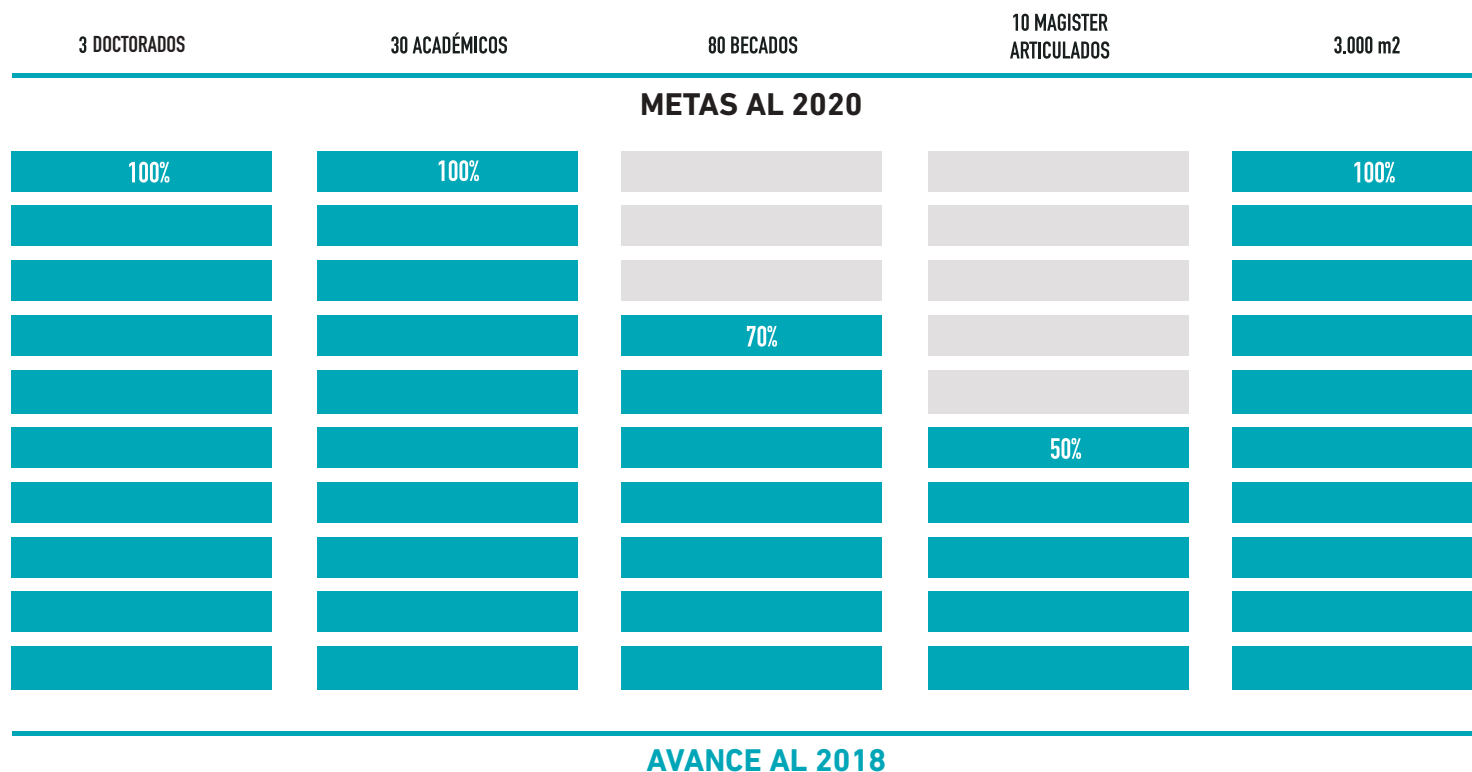 3 DOCTORADOS
30 ACADÉMICOS
80 BECADOS
10 MAGISTER
ARTICULADOS
3.000 m2
METAS AL 2020
100%
100%
100%
70%
50%
AVANCE AL 2018